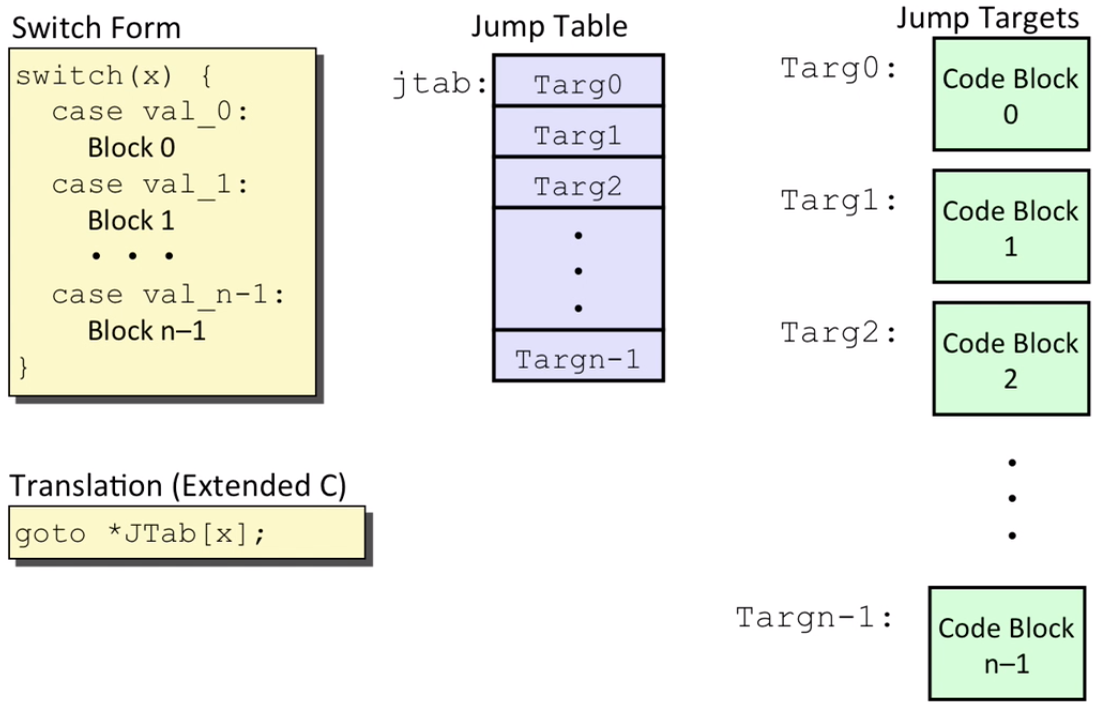 Switch Form
switch(x) {
case val_0:
Block 0
case val_1:
Block 1
• • •
case val_n-1:
Block n–1
}
Translation (Extended C)
goto *JTab[x];
Jump Table
jtab:
Targ0
Targ1
Targ2
•
•
•
Targn-1
Jump Targets
Targ0:
Code Block
0
Targ1:
Code Block
1
Targ2:
Code Block
2
•
•
•
Targn-1:
Code Block
n–1